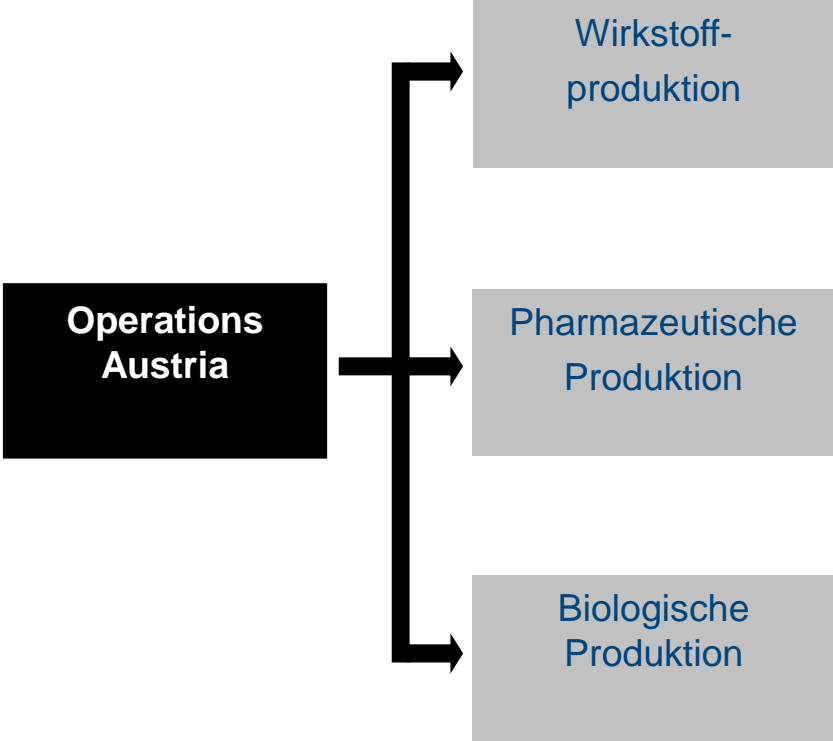 Wirkstoff-
produktion
Operations
Austria
Pharmazeutische
Produktion
Biologische
Produktion